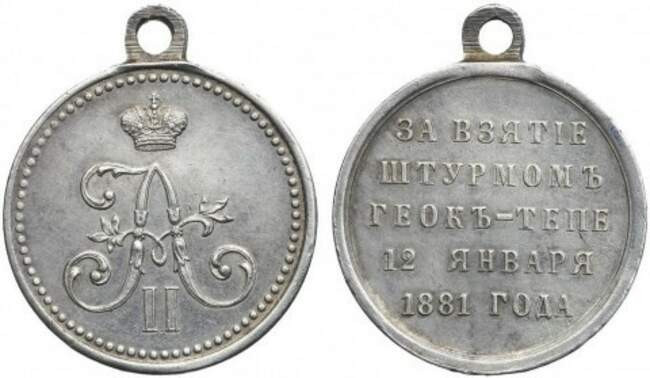 А
II
ЗА ВЗЯТІЕ
ШТУРМОМЪ
ГЕОКЪ-ТЕПЕ
12 ЯНВАРЯ
1881 ГОДА